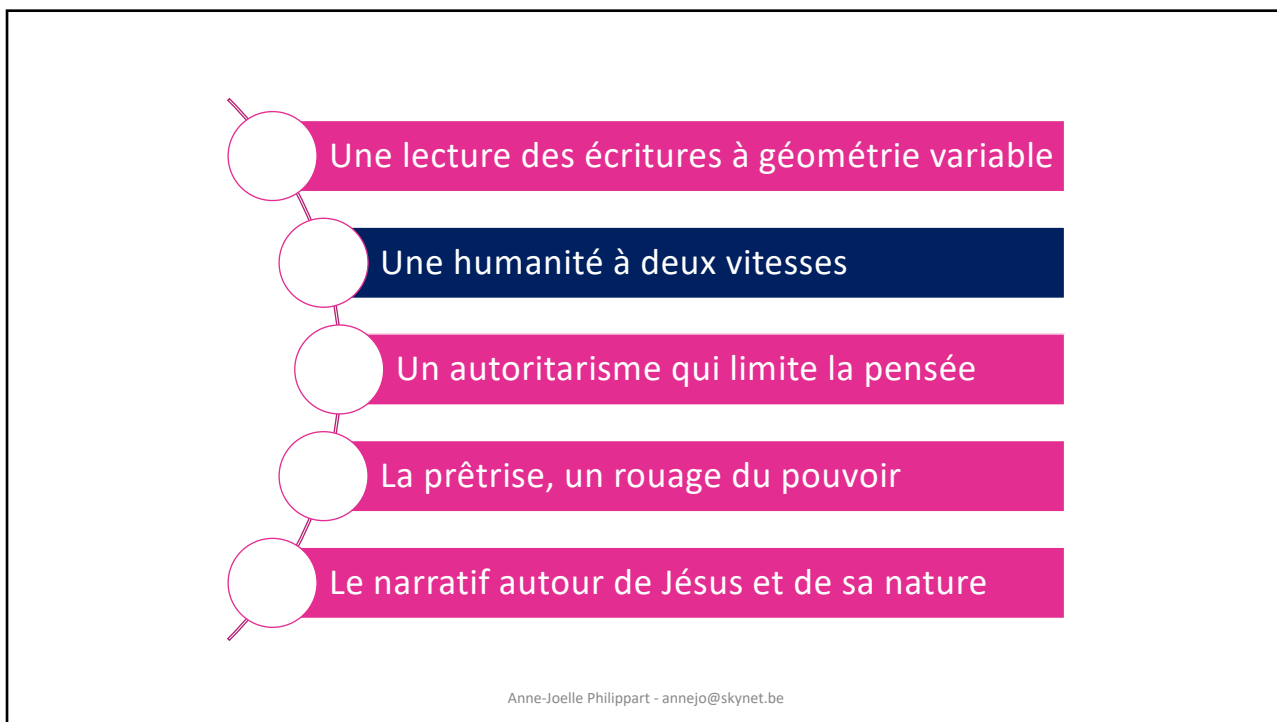 Une lecture des écritures à géométrie variable
Une humanité à deux vitesses
Un autoritarisme qui limite la pensée
La prêtrise, un rouage du pouvoir
Le narratif autour de Jésus et de sa nature
Anne-Joelle Philippart - annejo@skynet.be